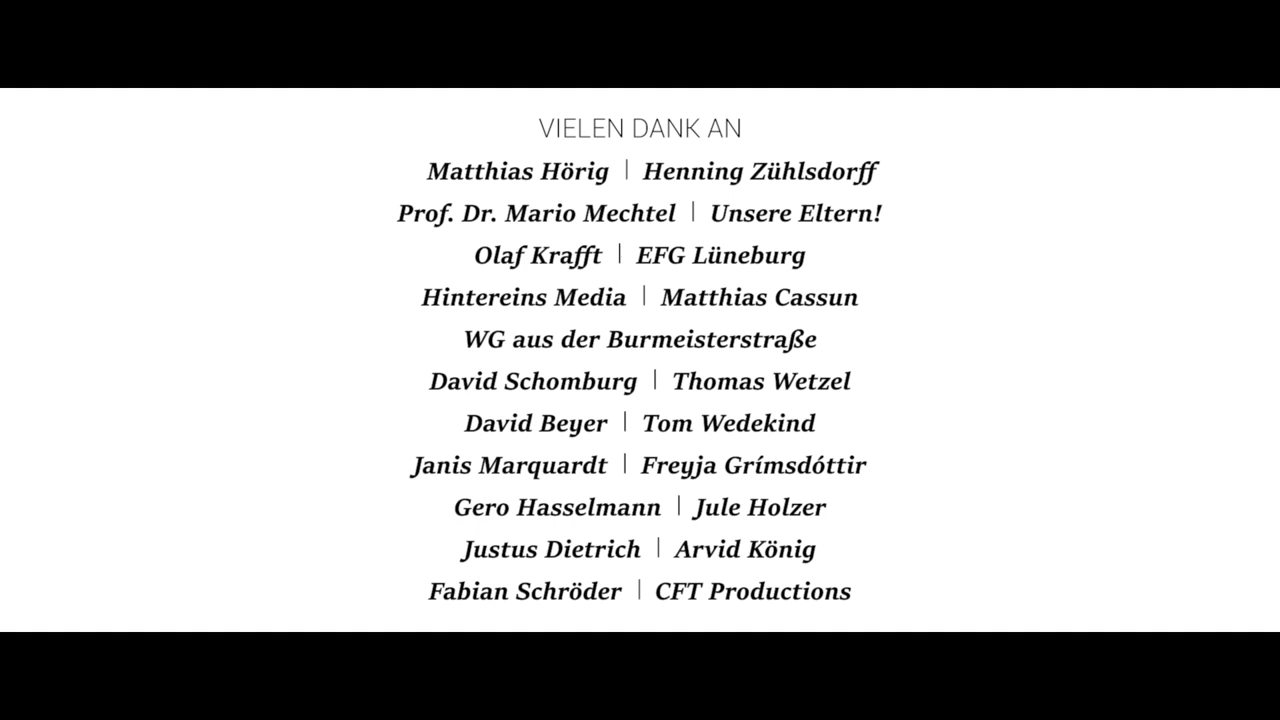 VIELEN DANK AN
Matthias Hörig | Henning Zühlsdorff
Prof. Dr. Mario Mechtel | Unsere Eltern!
Olaf Krafft | EFG Lüneburg
Hintereins Media | Matthias Cassun
WG aus der Burmeisterstraße
David Schomburg | Thomas Wetzel
David Beyer | Tom Wedekind
Janis Marquardt | Freyja Grímsdóttir
Gero Hasselmann | Jule Holzer
Justus Dietrich | Arvid König
Fabian Schröder | CFT Productions